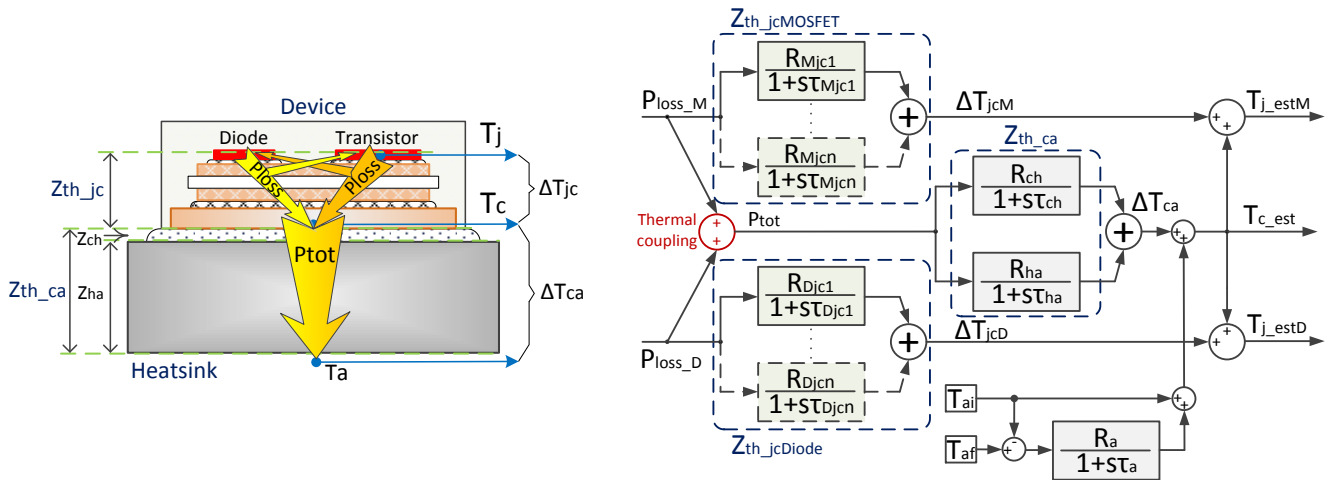 Device
Diode
Transistor
Tj
Ploss
Ploss
Zth_jc
ΔTjc
Tc
Zch
Ptot
Zth_ca
Zha
ΔTca
Heatsink
Ta
Zth_jcMOSFET
RMjc1
1+sτMjc1
Ploss_M
ΔTjcM
Tj_estM
RMjcn
1+sτMjcn
Zth_ca
Rch
1+sτch
Thermal
coupling
Ptot
ΔTca
Tc_est
Rha
1+sτha
RDjc1
1+sτDjc1
Ploss_D
ΔTjcD
Tj_estD
RDjcn
1+sτDjcn
Zth_jcDiode
Tai
Taf
Ra
1+sτa